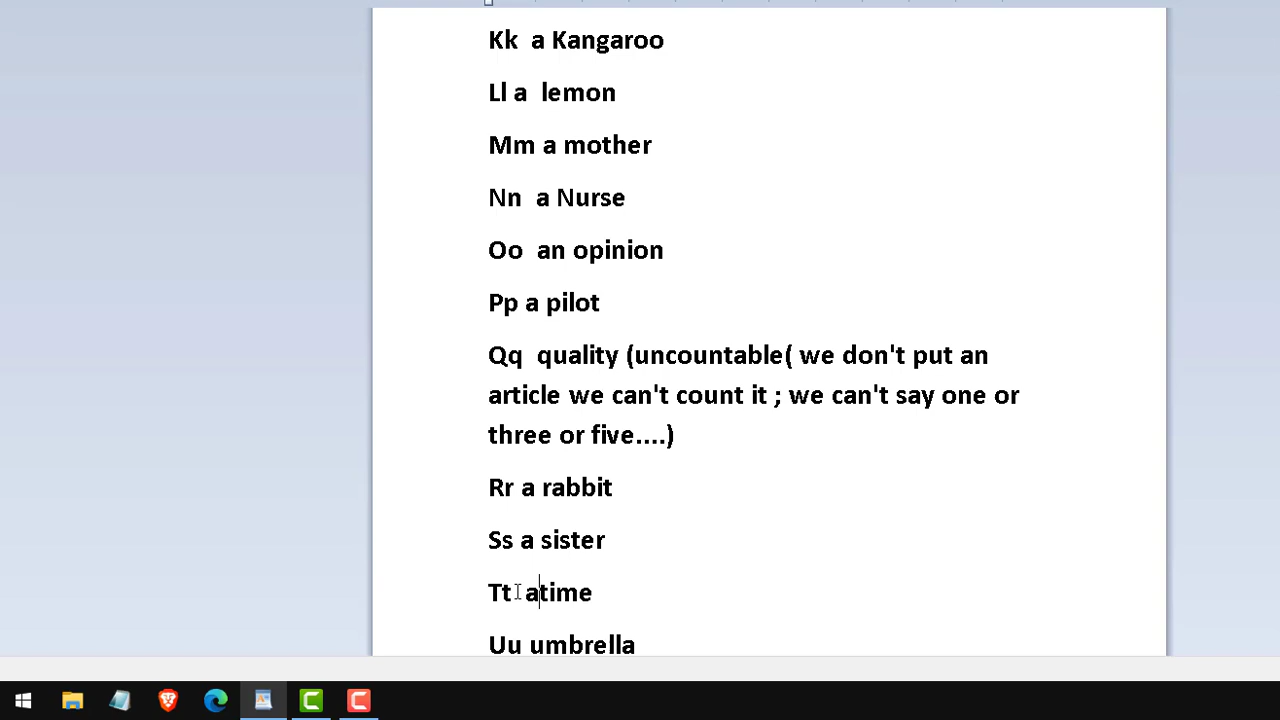 Kk  a Kangaroo
Ll a  lemon
Mm a mother
Nn  a Nurse
Oo  an opinion
Pp a pilot
Qq  quality (uncountable( we don't put an
article we can't count it ; we can't say one or
three or five....)
Rr a rabbit
Ss a sister
Tt  atime
Uu umbrella